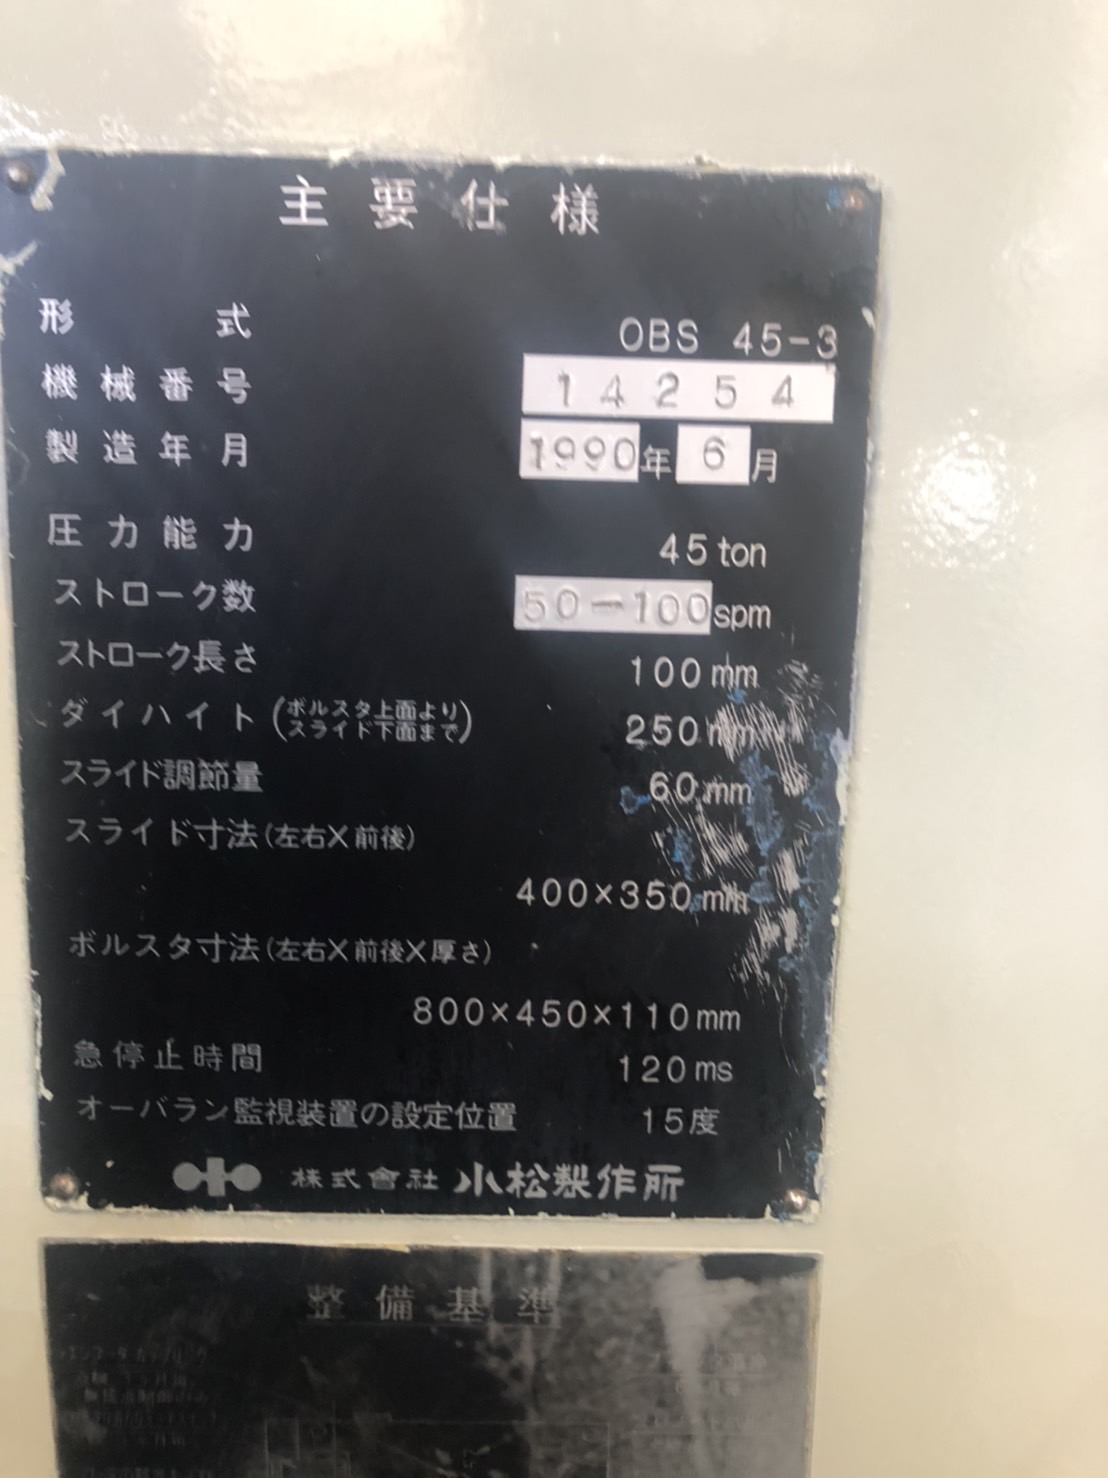 主要仕様
形式 OBS 45-3
機械番号 14254
製造年月 1990年 6月
圧力能力 45 ton
ストローク数 50-100 spm
ストローク長さ 100 mm
ダイハイト(ボルスタ上面より
スライド下面まで) 250 mm
スライド調節量 60 mm
スライド寸法(左右×前後)
400×350 mm
ボルスタ寸法(左右×前後×厚さ)
800×450×110 mm
急停止時間 120 ms
オーバラン監視装置の設定位置 15度
株式會社 小松製作所
整備基準